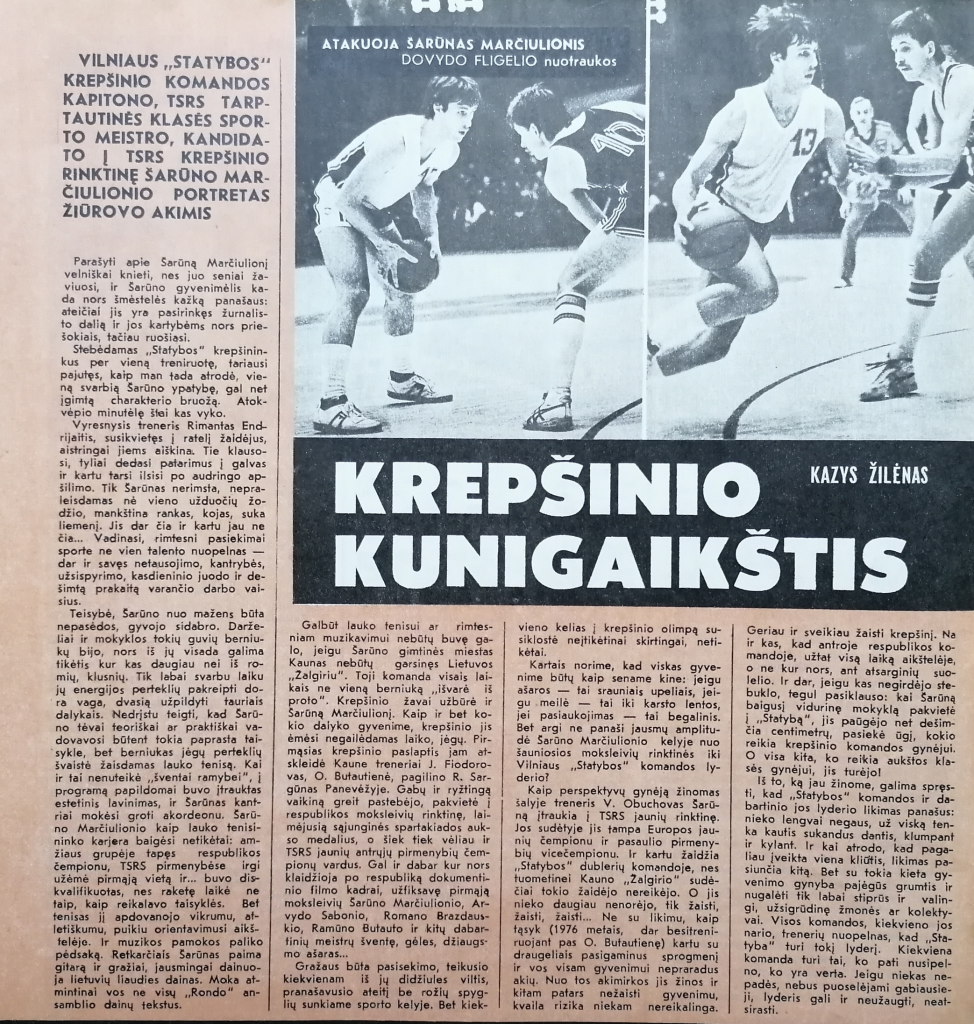 ATAKUOJA ŠARŪNAS MARČIULIONIS
DOVYDO FLIGELIO nuotraukos
VILNIAUS „STATYBOS"
KREPŠINIO KOMANDOS
KAPITONO, TSRS TARP-
TAUTINĖS KLASĖS SPOR-
TO MEISTRO, KANDIDA-
TO Į TSRS KREPŠINIO
RINKTINĘ ŠARŪNO MAR-
ČIULIONIO PORTRETAS
ŽIŪROVO AKIMIS
10
13
KREPŠINIO
KUNIGAIKŠTIS
KAZYS ŽILĖNAS
Parašyti apie Šarūną Marčiulionį
velniškai knieti, nes juo seniai ža-
viuosi, ir Šarūno gyvenimėlis ka-
da nors šmėstelės kažką panašaus:
ateičiai jis yra pasirinkęs žurnalis-
to dalią ir jos kartybėms nors prie-
šokiais, tačiau ruošiasi.
Stebėdamas „Statybos" krepšinin-
kus per vieną treniruotę, tariausi
pajutęs, kaip man tada atrodė, vie-
ną svarbią Šarūno ypatybę, gal net
įgimtą charakterio bruožą. Atok-
vėpio minutėlę štai kas vyko.
Vyresnysis treneris Rimantas End-
rijaitis, susikvietęs į ratelį žaidėjus,
aistringai jiems aiškina. Tie klauso-
si, tyliai dedasi patarimus į galvas
ir kartu tarsi ilsisi po audringo ap-
šilimo. Tik Šarūnas nerimsta, nepra-
leisdamas nė vieno užduočių žo-
džio, mankština rankas, kojas, suka
liemenį. Jis dar čia ir kartu jau ne
čia... Vadinasi, rimtesni pasiekimai
sporte ne vien talento nuopelnas —
dar ir savęs netausojimo, kantrybės,
užsispyrimo, kasdieninio juodo ir de-
šimtą prakaitą varančio darbo vai-
sius.
Teisybė, Šarūno nuo mažens būta
nepasėdos, gyvojo sidabro. Darže-
liai ir mokyklos tokių guvių berniu-
kų bijo, nors iš jų visada galima
tikėtis kur kas daugiau nei iš ro-
mių, klusnių. Tik labai svarbu laiku
jų energijos perteklių pakreipti do-
ra vaga, dvasią užpildyti tauriais
dalykais. Nedrįstu teigti, kad Šarū-
no tėvai teoriškai ar praktiškai va-
dovavosi būtent tokia paprasta tai-
sykle, bet berniukas jėgų perteklių
švaistė žaisdamas lauko tenisą. Kai
ir tai nenuteikė „šventai ramybei", į
programą papildomai buvo įtrauktas
estetinis lavinimas, ir Šarūnas kant-
riai mokėsi groti akordeonu. Šarū-
no Marčiulionio kaip lauko tenisi-
ninko karjera baigėsi netikėtai: am-
žiaus grupėje tapęs respublikos
čempionu, TSRS pirmenybėse irgi
užėmė pirmąją vietą ir... buvo dis-
kvalifikuotas, nes raketę laikė ne
taip, kaip reikalavo taisyklės. Bet
tenisas jį apdovanojo vikrumu, at-
letiškumu, puikiu orientavimusi aikš-
telėje. Ir muzikos pamokos paliko
pėdsaką. Retkarčiais Šarūnas paima
gitarą ir gražiai, jausmingai dainuo-
ja lietuvių liaudies dainas. Moka at-
mintinai vos ne visų „Rondo" an-
samblio dainų tekstus.
Galbūt lauko tenisui ar rimtes-
niam muzikavimui nebūtų buvę ga-
lo, jeigu Šarūno gimtinės miestas
Kaunas nebūtų garsinęs Lietuvos
„Žalgiriu". Toji komanda visais lai-
kais ne vieną berniuką „išvarė iš
proto". Krepšinio žavai užbūrė ir
Šarūną Marčiulionį. Kaip ir bet ko-
kio dalyko gyvenime, krepšinio jis
ėmėsi negailėdamas laiko, jėgų. Pir-
mąsias krepšinio paslaptis jam at-
skleidė Kaune treneriai J. Fiodoro-
vas, O. Butautienė, pagilino R. Sar-
gūnas Panevėžyje. Gabų ir ryžtingą
vaikiną greit pastebėjo, pakvietė į
respublikos moksleivių rinktinę, lai-
mėjusią sąjunginės spartakiados auk-
so medalius, o šiek tiek vėliau ir
TSRS jaunių antrųjų pirmenybių čem-
pionų vardus. Gal ir dabar kur nors
klaidžioja po respubliką dokumenti-
nio filmo kadrai, užfiksavę pirmąją
moksleivių Šarūno Marčiulionio, Ar-
vydo Sabonio, Romano Brazdaus-
kio, Ramūno Butauto ir kitų dabar-
tinių meistrų šventę, gėles, džiaugs-
mo ašaras...
Gražaus būta pasisekimo, teikusio
kiekvienam iš jų didžiules viltis,
pranašavusio ateitį be rožių spyg-
lių sunkiame sporto kelyje. Bet kiek-
vieno kelias į krepšinio olimpą su-
siklostė neįtikėtinai skirtingai, neti-
kėtai.
Kartais norime, kad viskas gyve-
nime būtų kaip sename kine: jeigu
ašaros — tai srauniais upeliais, jei-
gu meilė — tai iki karsto lentos,
jei pasiaukojimas — tai begalinis.
Bet argi ne panaši jausmų amplitu-
dė Šarūno Marčiulionio kelyje nuo
šauniosios moksleivių rinktinės iki
Vilniaus „Statybos" komandos ly-
derio?
Kaip perspektyvų gynėją žinomas
šalyje treneris V. Obuchovas Šarū-
ną įtraukia į TSRS jaunių rinktinę.
Jos sudėtyje jis tampa Europos jau-
nių čempionu ir pasaulio pirmeny-
bių vicečempionu. Ir kartu žaidžia
„Statybos" dublerių komandoje, nes
tutometinei Kauno „Žalgirio" sudė-
čiai tokio žaidėjo nereikėjo. O jis
nieko daugiau nenorėjo, tik žaisti,
žaisti, žaisti... Ne su likimu, kaip
tąsyk (1976 metais, dar besitreni-
ruojant pas O. Butautienę) kartu su
draugeliais pasigaminus sprogmenį
ir vos visam gyvenimui nepraradus
akių. Nuo tos akimirkos jis žinos ir
kitam patars nežaisti gyvenimu,
kvaila rizika niekam nereikalinga.
Geriau ir sveikiau žaisti krepšinį. Na
ir kas, kad antroje respublikos ko-
mandoje, užtat visą laiką aikštelėje,
o ne kur nors, ant atsarginių suo-
lelio. Ir dar, jeigu kas negirdėjo ste-
buklo, tegul pasiklauso: kai Šarūną
baigusį vidurinę mokyklą pakvietė
į „Statybą", jis paūgėjo net dešim-
čia centimetrų, pasiekė ūgį, kokio
reikia krepšinio komandos gynėjui.
O visa kita, ko reikia aukštos kla-
sės gynėjui, jis turėjo!
Iš to, ką jau žinome, galima spręs-
ti, kad „Statybos" komandos ir da-
bartinio jos lyderio likimas panašus:
nieko lengvai negaus, už viską ten-
ka kautis sukandus dantis, klumpant
ir kylant. Ir kai atrodo, kad paga-
liau įveikta viena kliūtis, likimas pa-
siunčia kitą. Bet su tokia kieta gy-
venimo gynyba pajėgūs grumtis ir
nugalėti tik labai stiprūs ir valin-
gi, užsigrūdinę žmonės ar kolekty-
vai. Visos komandos, kiekvieno jos
nario, trenerių nuopelnas, kad „Sta-
tyba" turi tokį lyderį. Kiekviena
komanda turi tai, ko pati nusipel-
no, ko yra verta. Jeigu niekas ne-
padės, nebus puoselėjami gabiausie-
ji, lyderis gali ir neužaugti, neat-
sirasti.